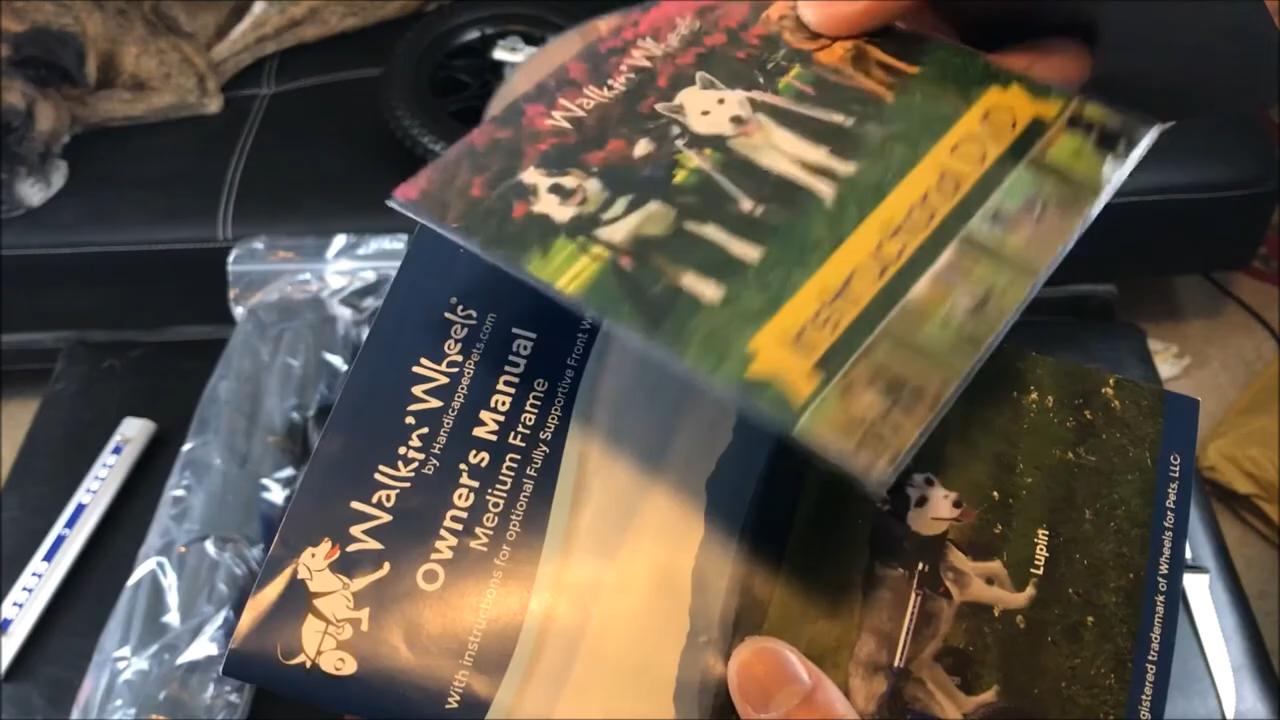 Walkin' Wheels
Walkin' Wheels®
by HandicappedPets.com
Owner's Manual
Medium Frame
With instructions for optional Fully Supportive Front W
Lupin
gistered trademark of Wheels for Pets, LLC